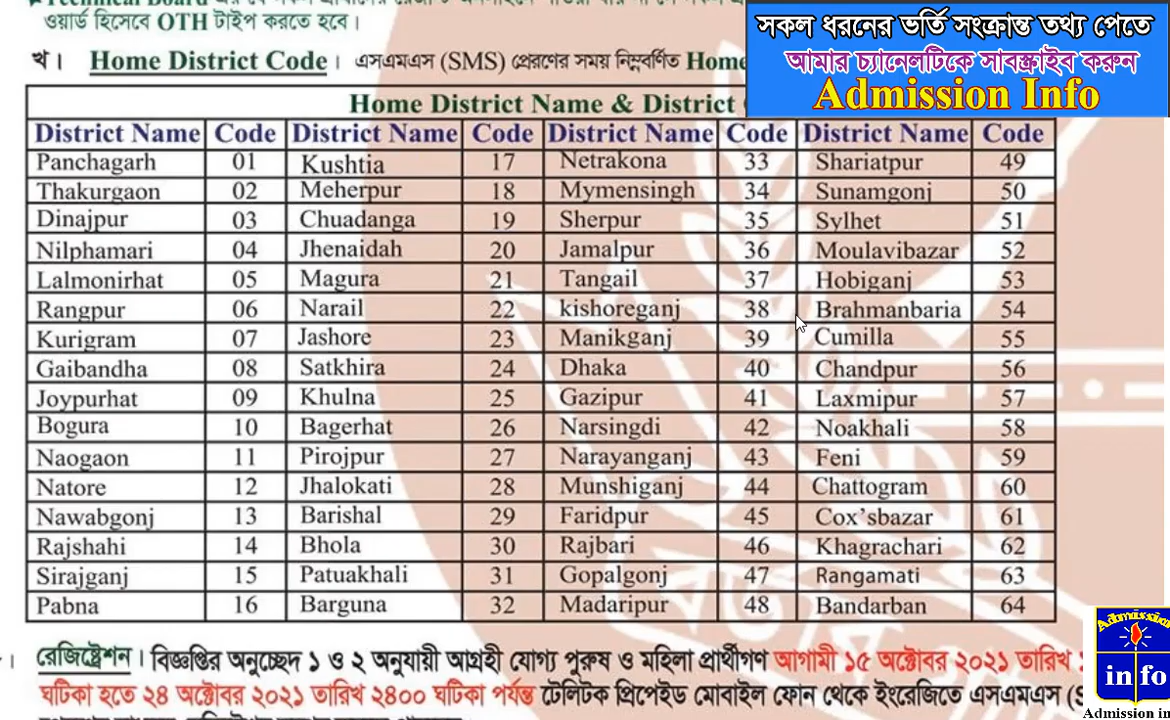 ওয়ার্ড হিসেবে OTH টাইপ করতে হবে।
সকল ধরনের ভর্তি সংক্রান্ত তথ্য পেতে
আমার চ্যানেলটিকে সাবস্ক্রাইব করুন
Admission Info
খ। Home District Code। এসএমএস (SMS) প্রেরণের সময় নিম্নবর্ণিত Home
Home District Name & District
District Name Code District Name Code District Name Code District Name Code
Panchagarh 01 Kushtia 17 Netrakona 33 Shariatpur 49
Thakurgaon 02 Meherpur 18 Mymensingh 34 Sunamgonj 50
Dinajpur 03 Chuadanga 19 Sherpur 35 Sylhet 51
Nilphamari 04 Jhenaidah 20 Jamalpur 36 Moulavibazar 52
Lalmonirhat 05 Magura 21 Tangail 37 Hobiganj 53
Rangpur 06 Narail 22 kishoreganj 38 Brahmanbaria 54
Kurigram 07 Jashore 23 Manikganj 39 Cumilla 55
Gaibandha 08 Satkhira 24 Dhaka 40 Chandpur 56
Joypurhat 09 Khulna 25 Gazipur 41 Laxmipur 57
Bogura 10 Bagerhat 26 Narsingdi 42 Noakhali 58
Naogaon 11 Pirojpur 27 Narayanganj 43 Feni 59
Natore 12 Jhalokati 28 Munshiganj 44 Chattogram 60
Nawabgonj 13 Barishal 29 Faridpur 45 Cox’sbazar 61
Rajshahi 14 Bhola 30 Rajbari 46 Khagrachari 62
Sirajganj 15 Patuakhali 31 Gopalgonj 47 Rangamati 63
Pabna 16 Barguna 32 Madaripur 48 Bandarban 64
রেজিস্ট্রেশন। বিজ্ঞপ্তির অনুচ্ছেদ ১ ও ২ অনুযায়ী আগ্রহী যোগ্য পুরুষ ও মহিলা প্রার্থীগণ আগামী ১৫ অক্টোবর ২০২১ তারিখ
ঘটিকা হতে ২৪ অক্টোবর ২০২১ তারিখ ২৪০০ ঘটিকা পর্যন্ত টেলিটক প্রিপেইড মোবাইল ফোন থেকে ইংরেজিতে এসএমএস (S
Admission
info
Admission in